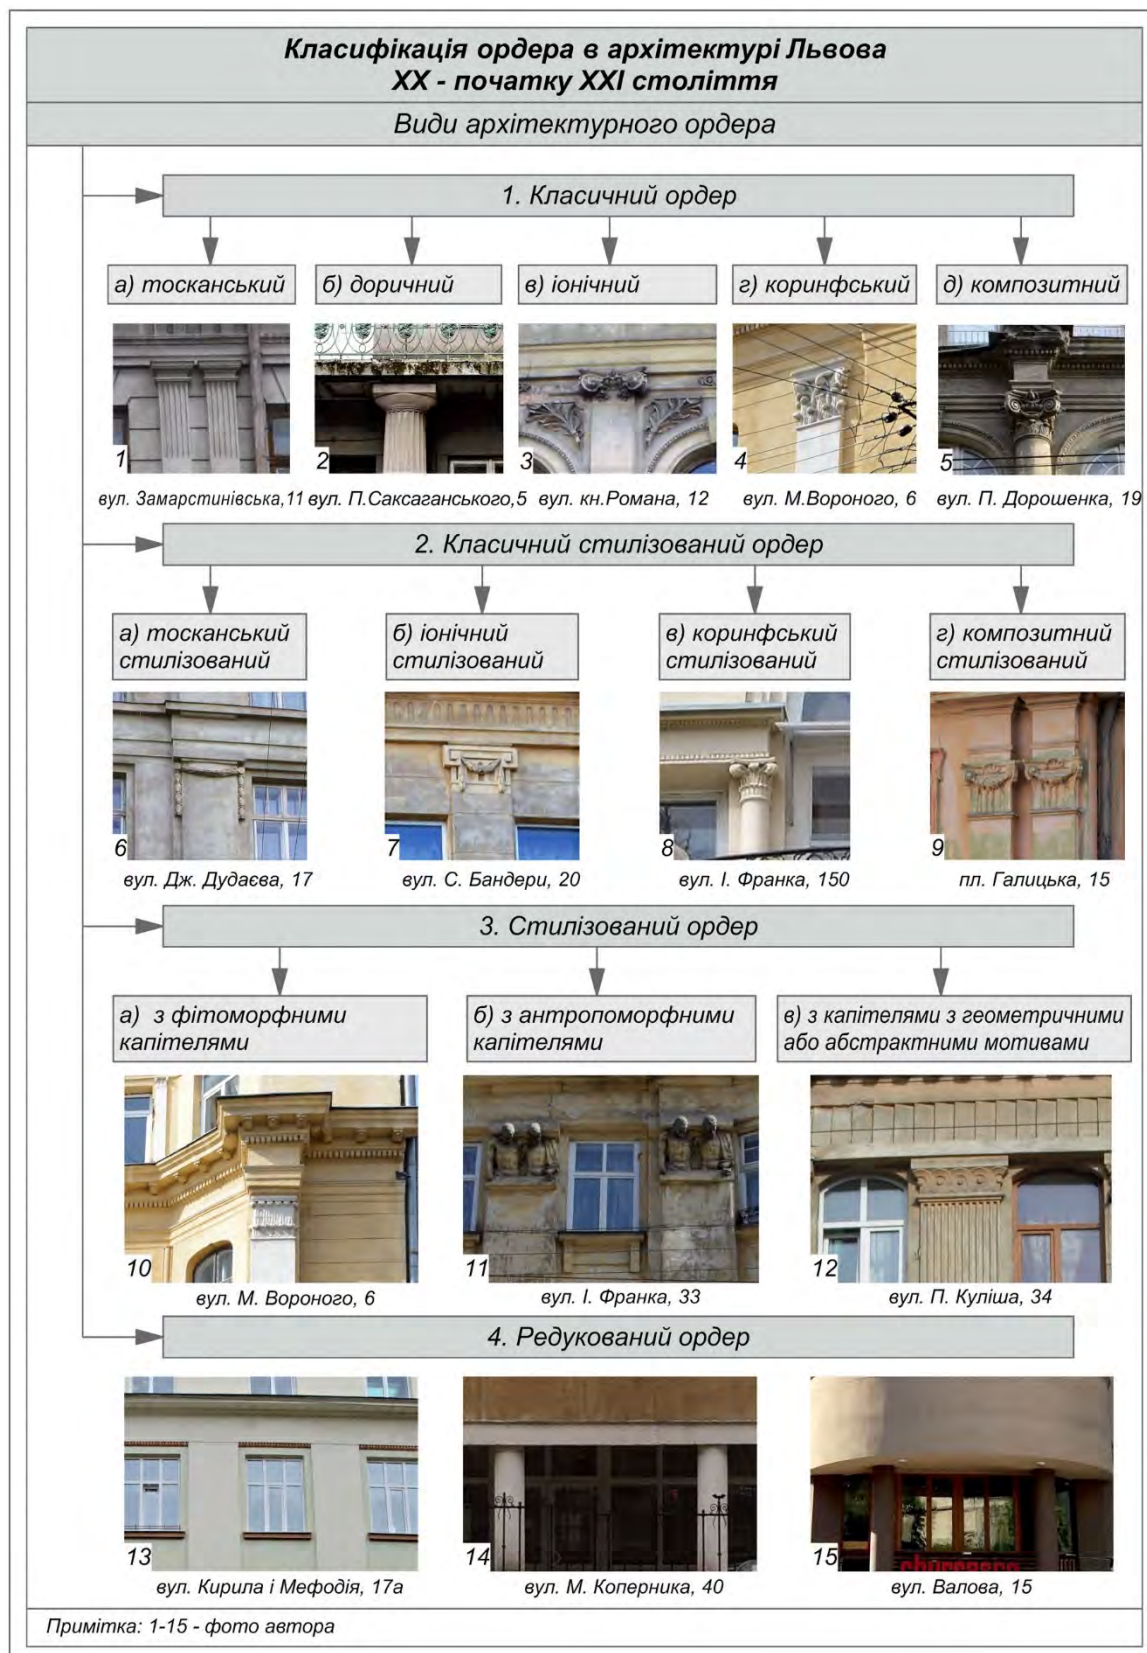 Класифікація ордера в архітектурі Львова
XX - початку XXI століття
Види архітектурного ордера
1. Класичний ордер
а) тосканський
б) доричний
в) іонічний
г) коринфський
д) композитний
1
2
3
4
5
вул. Замарстинівська,11
вул. П.Саксаганського,5
вул. кн.Романа, 12
вул. М.Вороного, 6
вул. П. Дорошенка, 19
2. Класичний стилізований ордер
а) тосканський
стилізований
б) іонічний
стилізований
в) коринфський
стилізований
г) композитний
стилізований
6
7
8
9
вул. Дж. Дудаєва, 17
вул. С. Бандери, 20
вул. І. Франка, 150
пл. Галицька, 15
3. Стилізований ордер
а) з фітоморфними
капітелями
б) з антропоморфними
капітелями
в) з капітелями з геометричними
або абстрактними мотивами
10
11
12
вул. М. Вороного, 6
вул. І. Франка, 33
вул. П. Куліша, 34
4. Редукований ордер
13
14
15
churrasco
вул. Кирила і Мефодія, 17а
вул. М. Коперника, 40
вул. Валова, 15
Примітка: 1-15 - фото автора